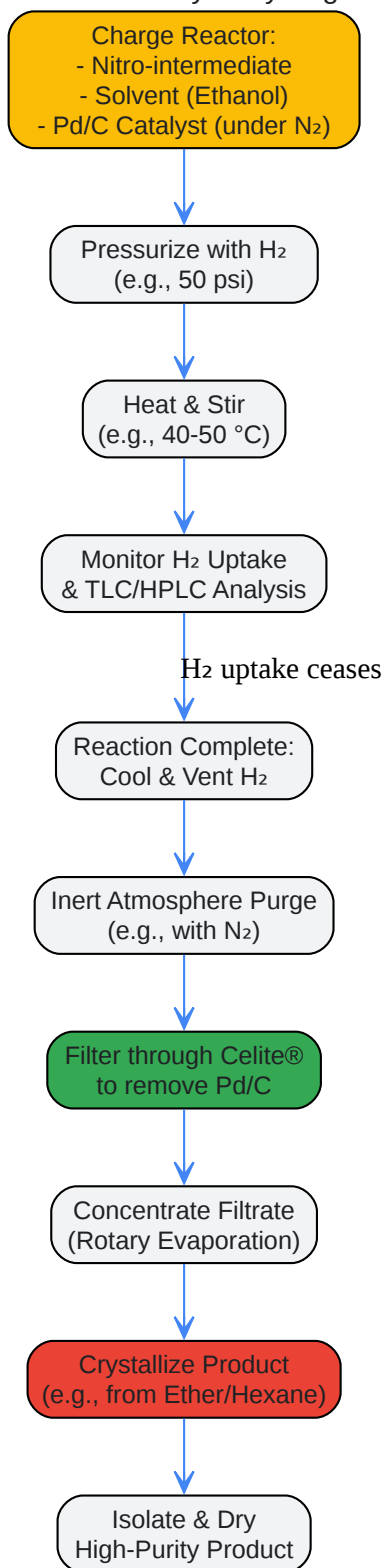 Charge Reactor:
- Nitro-intermediate
- Solvent (Ethanol)
- Pd/C Catalyst (under N₂)
Pressurize with H₂
(e.g., 50 psi)
Heat & Stir
(e.g., 40-50 °C)
Monitor H₂ Uptake
& TLC/HPLC Analysis
H₂ uptake ceases
Reaction Complete:
Cool & Vent H₂
Inert Atmosphere Purge
(e.g., with N₂)
Filter through Celite®
to remove Pd/C
Concentrate Filtrate
(Rotary Evaporation)
Crystallize Product
(e.g., from Ether/Hexane)
Isolate & Dry
High-Purity Product